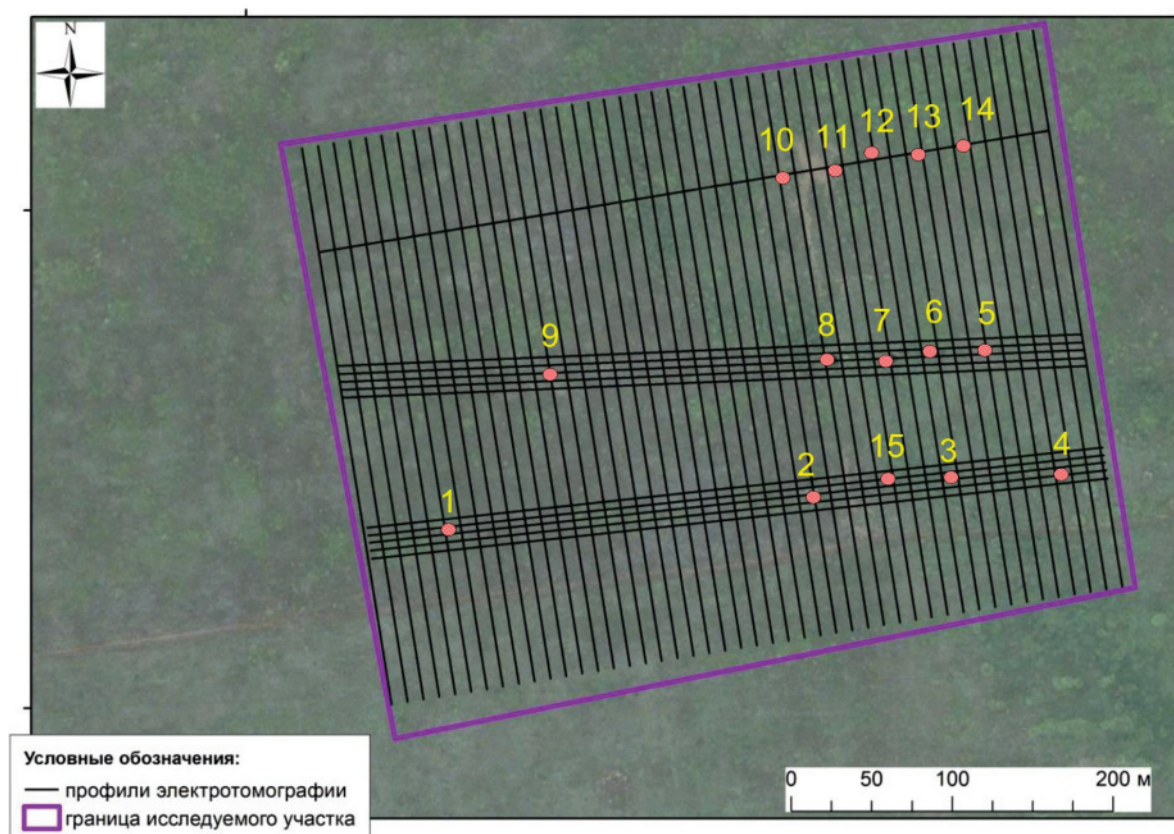 N
10 11 12 13 14
9 8 7 6 5
1 2 15 3 4
Условные обозначения:
профили электротомографии
граница исследуемого участка
0 50 100 200 м